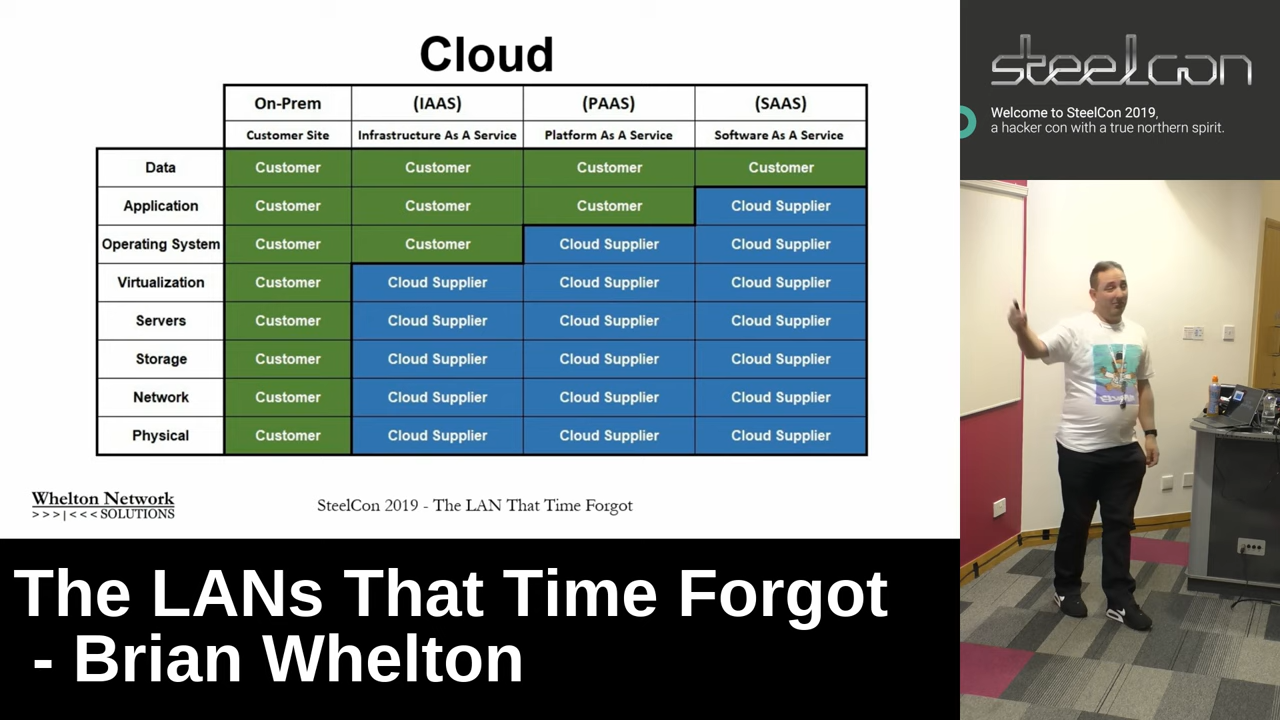 Cloud
On-Prem (IAAS) (PAAS) (SAAS)
Customer Site Infrastructure As A Service Platform As A Service Software As A Service
Data Customer Customer Customer Customer
Application Customer Customer Customer Cloud Supplier
Operating System Customer Customer Cloud Supplier Cloud Supplier
Virtualization Customer Cloud Supplier Cloud Supplier Cloud Supplier
Servers Customer Cloud Supplier Cloud Supplier Cloud Supplier
Storage Customer Cloud Supplier Cloud Supplier Cloud Supplier
Network Customer Cloud Supplier Cloud Supplier Cloud Supplier
Physical Customer Cloud Supplier Cloud Supplier Cloud Supplier
Whelton Network
>>>|<<< SOLUTIONS
SteelCon 2019 - The LAN That Time Forgot
The LANs That Time Forgot
- Brian Whelton
steelcon
Welcome to SteelCon 2019,
a hacker con with a true northern spirit.